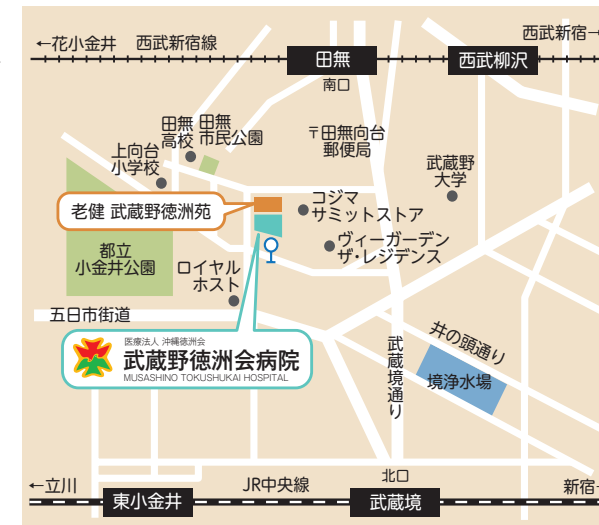 西武新宿→
←花小金井 西武新宿線
田無
西武柳沢
南口
田無
高校
田無
市民公園
〒田無向台
郵便局
上向台
小学校
武蔵野
大学
コジマ
サミットストア
老健 武蔵野徳洲苑
ヴィーガーデン
ザ・レジデンス
都立
小金井公園
ロイヤル
ホスト
五日市街道
井の頭通り
武蔵境通り
医療法人 沖縄徳洲会
武蔵野徳洲会病院
MUSASHINO TOKUSHUKAI HOSPITAL
境浄水場
←立川
JR中央線
北口
新宿→
東小金井
武蔵境